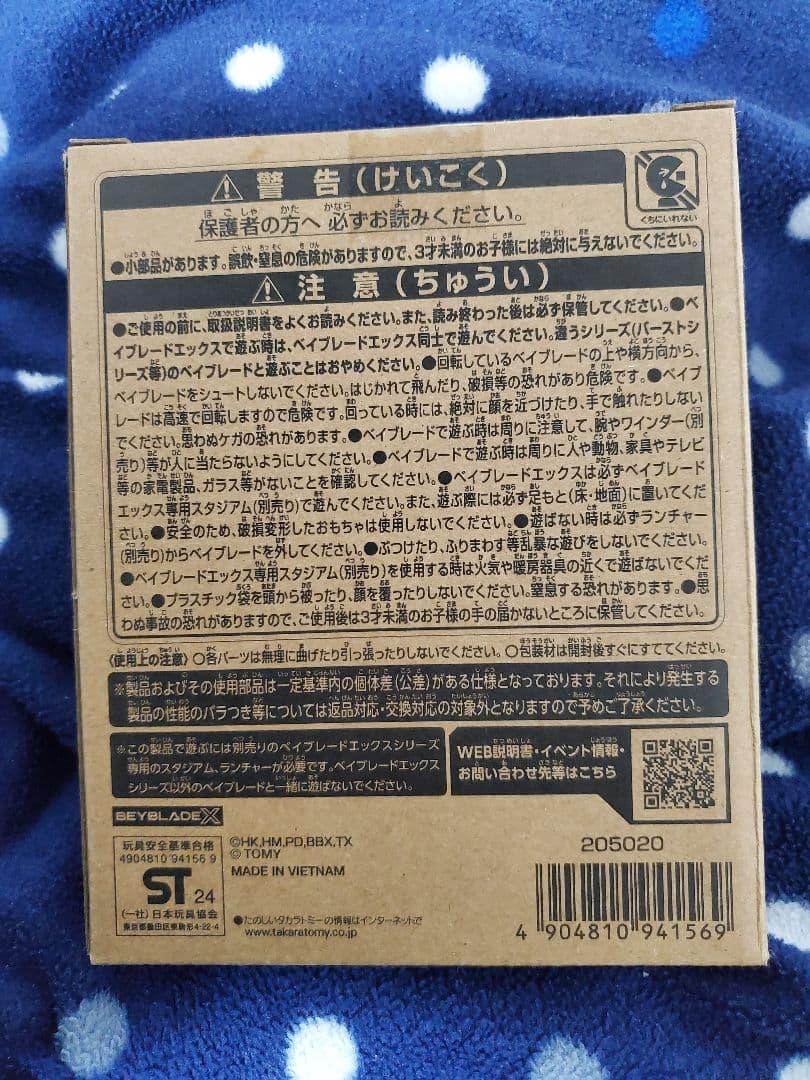 警告(けいこく)
くちにいれない
保護者の方へ 必ずお読みください。
●小部品があります。誤飲・窒息の危険がありますので、3才未満のお子様には絶対に与えないでください。
注意(ちゅうい)
●ご使用の前に、取扱説明書をよくお読みください。また、読み終わった後は必ず保管してください。●ベ
イブレードエックスで遊ぶ時は、ベイブレードエックス同士で遊んでください。違うシリーズ(バーストシ
リーズ等)のベイブレードと遊ぶことはおやめください。●回転しているベイブレードの上や横方向から、
ベイブレードをシュートしないでください。はじかれて飛んだり、破損等の恐れがあり危険です。●ベイブ
レードは高速で回転しますので危険です。回っている時には、絶対に顔を近づけたり、手で触れたりしない
でください。思わぬケガの恐れがあります。●ベイブレードで遊ぶ時は周りに注意して、腕やワインダー(別
売り)等が人に当たらないようにしてください。●ベイブレードで遊ぶ時は周りに人や動物、家具やテレビ
等の家電製品、ガラス等がないことを確認してください。●ベイブレードエックスは必ずベイブレード
エックス専用スタジアム(別売り)で遊んでください。また、遊ぶ際には必ず足もと(床・地面)に置いてくだ
さい。●安全のため、破損変形したおもちゃは使用しないでください。●遊ばない時は必ずランチャー
(別売り)からベイブレードを外してください。●ぶつけたり、ふりまわす等乱暴な遊びをしないでください。
●ベイブレードエックス専用スタジアム(別売り)を使用する時は火気や暖房器具の近くで遊ばないでくだ
さい。●プラスチック袋を頭から被ったり、顔を覆ったりしないでください。窒息する恐れがあります。●思
わぬ事故の恐れがありますので、ご使用後は3才未満のお子様の手の届かないところに保管してください。
〈使用上の注意〉○各パーツは無理に曲げたり引っ張ったりしないでください。○包装材は開封後すぐにすててください。
※製品およびその使用部品は一定基準内の個体差(公差)がある仕様となっております。それにより発生する
製品の性能のバラつき等については返品対応・交換対応の対象外となりますので予めご了承ください。
※この製品で遊ぶには別売りのベイブレードエックスシリーズ
専用のスタジアム、ランチャーが必要です。ベイブレードエックス
シリーズ以外のベイブレードと一緒に遊ばないでください。
WEB説明書・イベント情報・
お問い合わせ先等はこちら
BEYBLADE X
玩具安全基準合格
4904810 94156 9
ST 24
(一社)日本玩具協会
東京都墨田区東駒形4-22-4
©HK,HM,PD,BBX,TX
© TOMY
MADE IN VIETNAM
●たのしいタカラトミーの情報はインターネットで
www.takaratomy.co.jp
205020
4 904810 941569